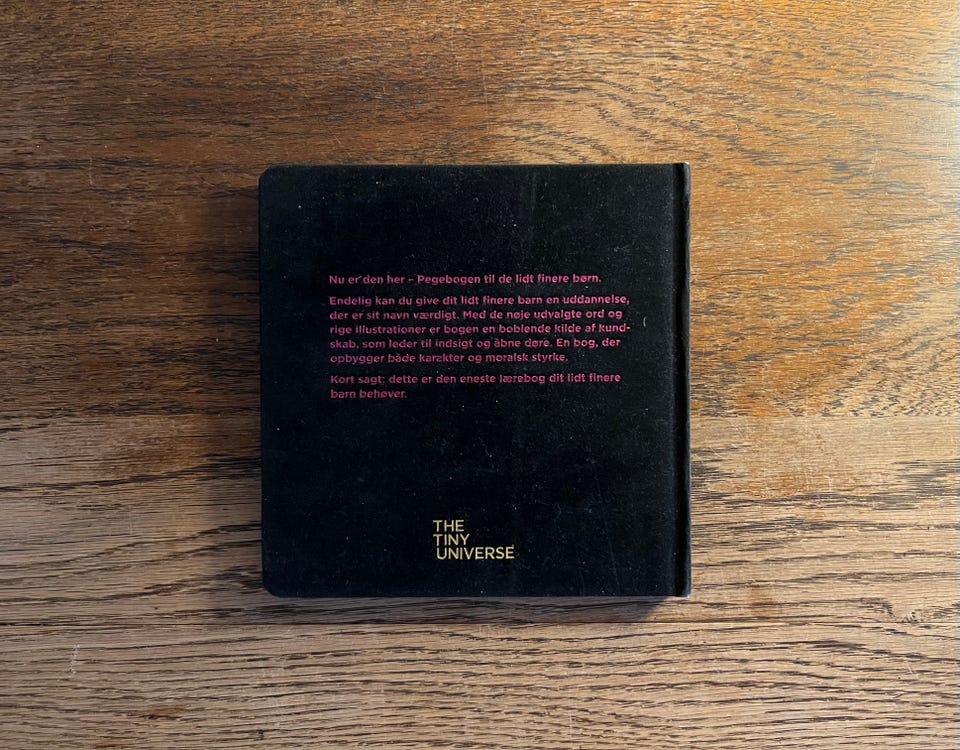 Nu er den her – Pegebogen til de lidt finere børn.
Endelig kan du give dit lidt finere barn en uddannelse,
der er sit navn værdigt. Med de nøje udvalgte ord og
rige illustrationer er bogen en boblende kilde af kund-
skab, som leder til indsigt og åbne døre. En bog, der
opbygger både karakter og moralsk styrke.
Kort sagt; dette er den eneste lærebog dit lidt finere
barn behøver.
THE
TINY
UNIVERSE